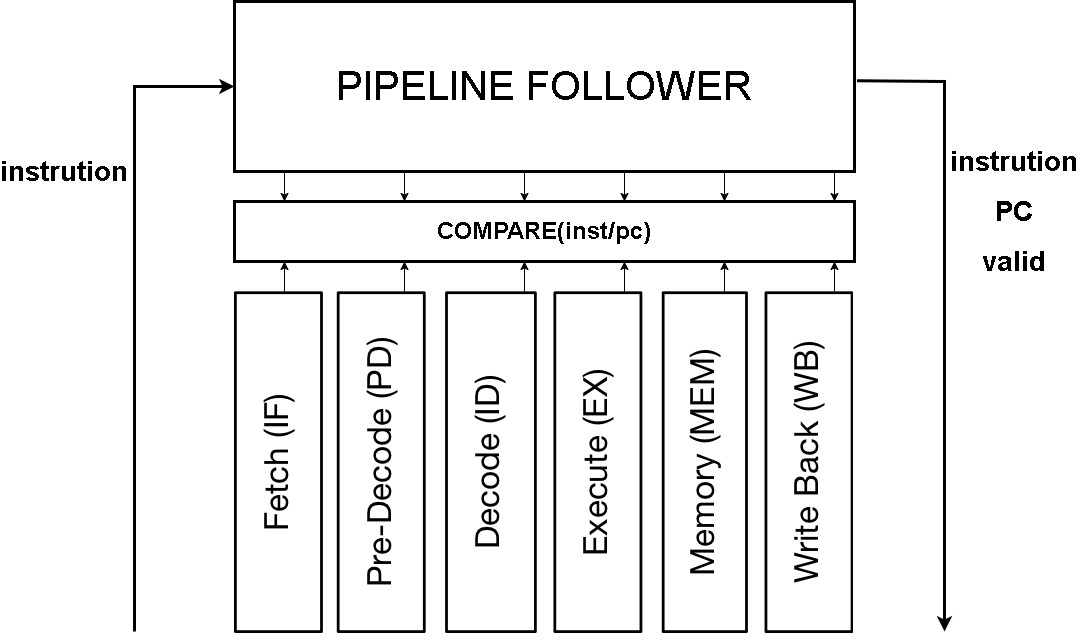 PIPELINE FOLLOWER
instrution
instrution
PC
valid
COMPARE(inst/pc)
Fetch (IF)
Pre-Decode (PD)
Decode (ID)
Execute (EX)
Memory (MEM)
Write Back (WB)